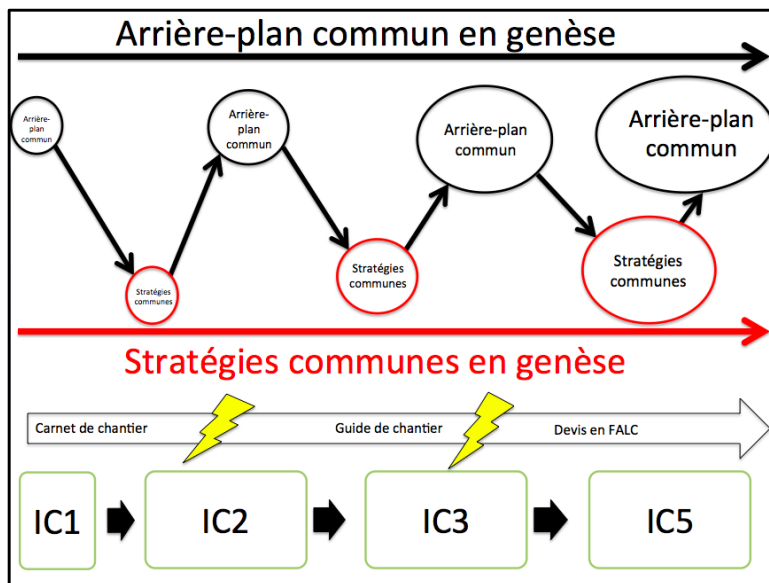 Arrière-plan commun en genèse
Arrière-
plan
commun
Arrière-
plan
commun
Arrière-plan
commun
Arrière-plan
commun
Stratégies
communes
Stratégies
communes
Stratégies
communes
Stratégies communes en genèse
Carnet de chantier
Guide de chantier
Devis en FALC
IC1
IC2
IC3
IC5